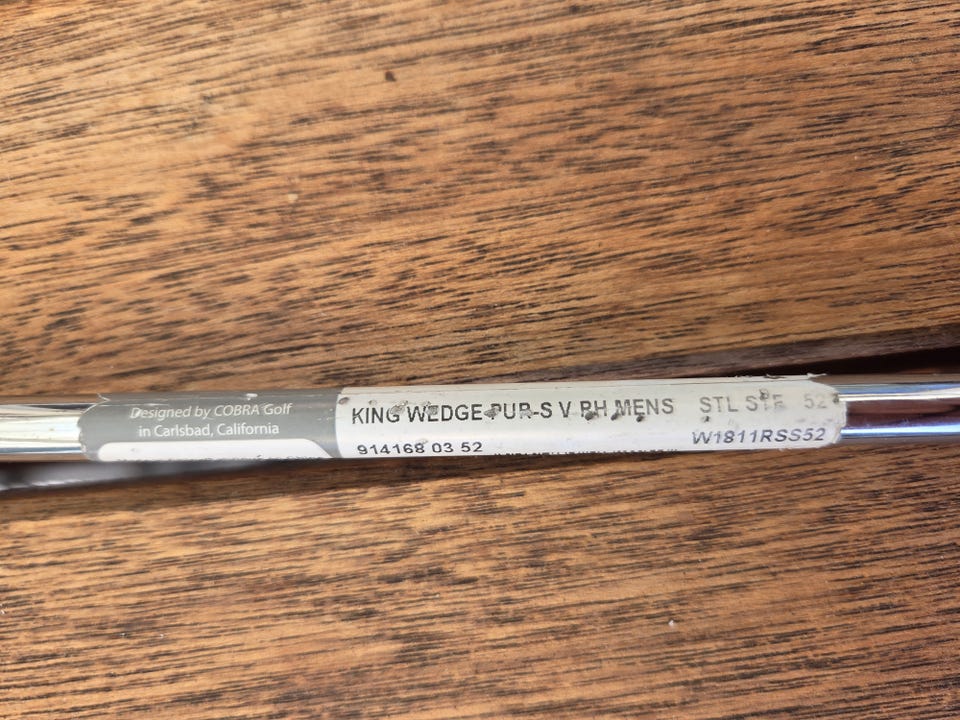 Designed by COBRA Golf
in Carlsbad, California
KING WEDGE PUR-S V RH MENS STL STF 52
914168 03 52 W1811RSS52